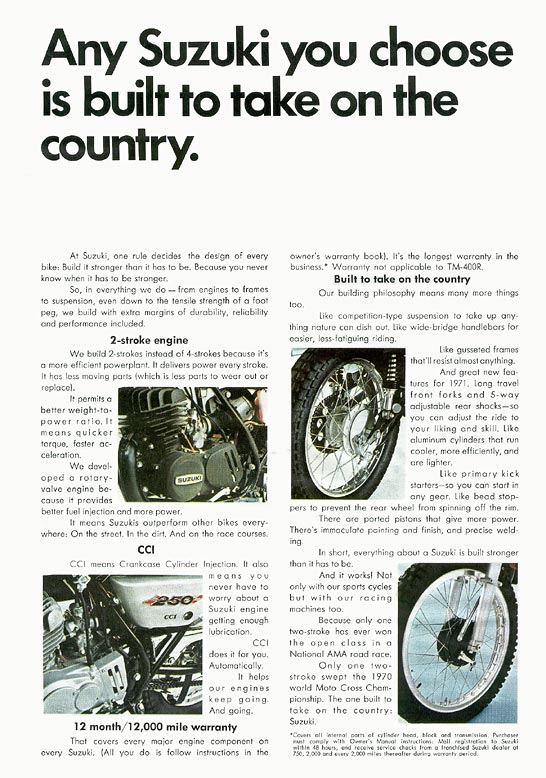 Any Suzuki you choose
is built to take on the
country.
At Suzuki, one rule decides the design of every
bike: Build it stronger than it has to be. Because you never
know when it has to be stronger.
So, in everything we do — from engines to frames
to suspension, even down to the tensile strength of a foot
peg, we build with extra margins of durability, reliability
and performance included.
2-stroke engine
We build 2-strokes instead of 4-strokes because it's
a more efficient powerplant. It delivers power every stroke.
It has less moving parts (which is less parts to wear out or
replace).
It permits a
better weight-to-
power ratio. It
means quicker
torque, faster ac-
celeration.
We devel-
oped a rotary-
valve engine be-
cause it provides
better fuel injection and more power.
It means Suzukis outperform other bikes every-
where: On the street. In the dirt. And on the race courses.
SUZUKI
CCI
CCI means Crankcase Cylinder Injection. It also
means you
never have to
worry about a
Suzuki engine
getting enough
lubrication.
CCI
does it for you.
Automatically.
It helps
our engines
keep going.
And going.
250
CCI
12 month/12,000 mile warranty
That covers every major engine component on
every Suzuki. (All you do is follow instructions in the
owner's warranty book). It's the longest warranty in the
business.* Warranty not applicable to TM-400R.
Built to take on the country
Our building philosophy means many more things
too.
Like competition-type suspension to take up any-
thing nature can dish out. Like wide-bridge handlebars for
easier, less-fatiguing riding.
Like gusseted frames
that'll resist almost anything.
And great new fea-
tures for 1971. Long travel
front forks and 5-way
adjustable rear shocks—so
you can adjust the ride to
your liking and skill. Like
aluminum cylinders that run
cooler, more efficiently, and
are lighter.
Like primary kick
starters—so you can start in
any gear. Like bead stop-
pers to prevent the rear wheel from spinning off the rim.
There are ported pistons that give more power.
There's immaculate painting and finish, and precise weld-
ing.
In short, everything about a Suzuki is built stronger
than it has to be.
And it works! Not
only with our sports cycles
but with our racing
machines too.
Because only one
two-stroke has ever won
the open class in a
National AMA road race.
Only one two-
stroke swept the 1970
world Moto Cross Cham-
pionship. The one built to
take on the country:
Suzuki.
*Covers all internal parts of cylinder head, block and transmission. Purchaser
must comply with Owner's Manual instructions: Mail registration to Suzuki
within 48 hours, and receive service checks from a franchised Suzuki dealer at
750, 2,000 and every 2,000 miles thereafter during warranty period.